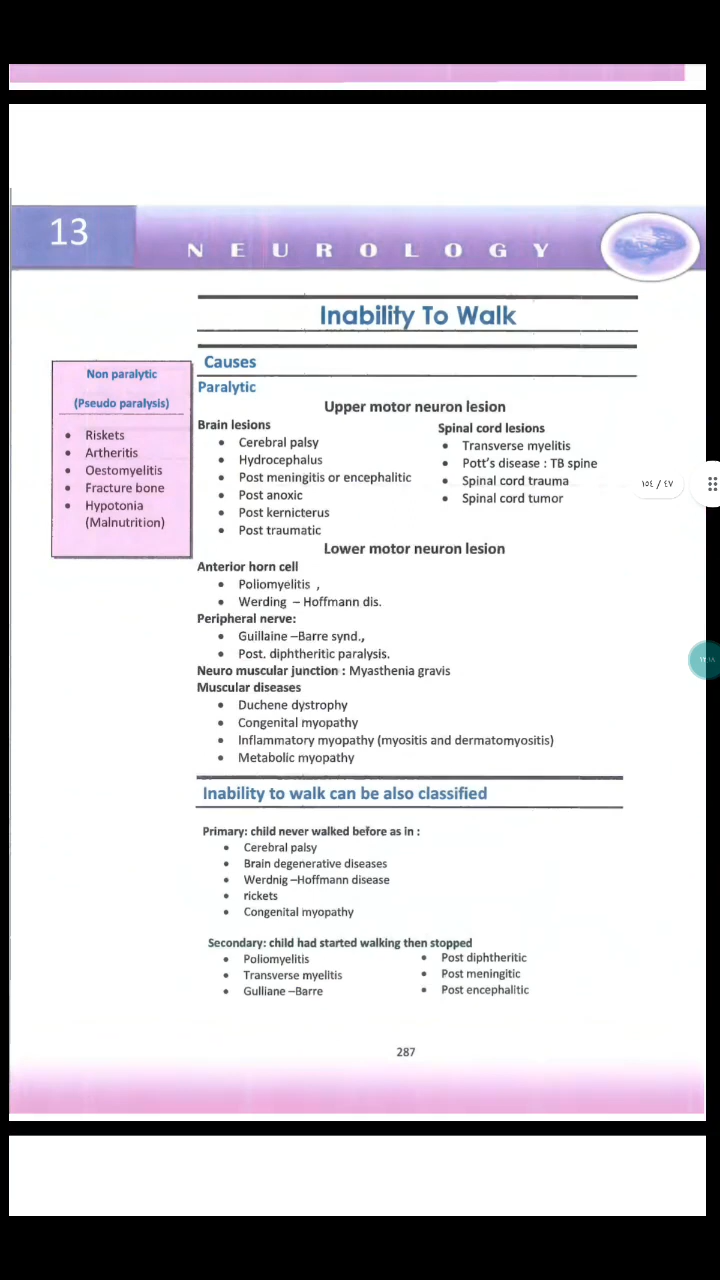 13
N E U R O L O G Y
Inability To Walk
Causes
Non paralytic
(Pseudo paralysis)
• Riskets
• Artheritis
• Oestomyelitis
• Fracture bone
• Hypotonia
(Malnutrition)
Paralytic
Upper motor neuron lesion
Brain lesions
• Cerebral palsy
• Hydrocephalus
• Post meningitis or encephalitic
• Post anoxic
• Post kernicterus
• Post traumatic
Spinal cord lesions
• Transverse myelitis
• Pott's disease : TB spine
• Spinal cord trauma
• Spinal cord tumor
١٥٤ / ٤٧
Lower motor neuron lesion
Anterior horn cell
• Poliomyelitis ,
• Werding – Hoffmann dis.
Peripheral nerve:
• Guillaine –Barre synd.,
• Post. diphtheritic paralysis.
Neuro muscular junction : Myasthenia gravis
Muscular diseases
• Duchene dystrophy
• Congenital myopathy
• Inflammatory myopathy (myositis and dermatomyositis)
• Metabolic myopathy
Inability to walk can be also classified
Primary: child never walked before as in :
• Cerebral palsy
• Brain degenerative diseases
• Werdnig –Hoffmann disease
• rickets
• Congenital myopathy
Secondary: child had started walking then stopped
• Poliomyelitis
• Transverse myelitis
• Gulliane –Barre
• Post diphtheritic
• Post meningitic
• Post encephalitic
287